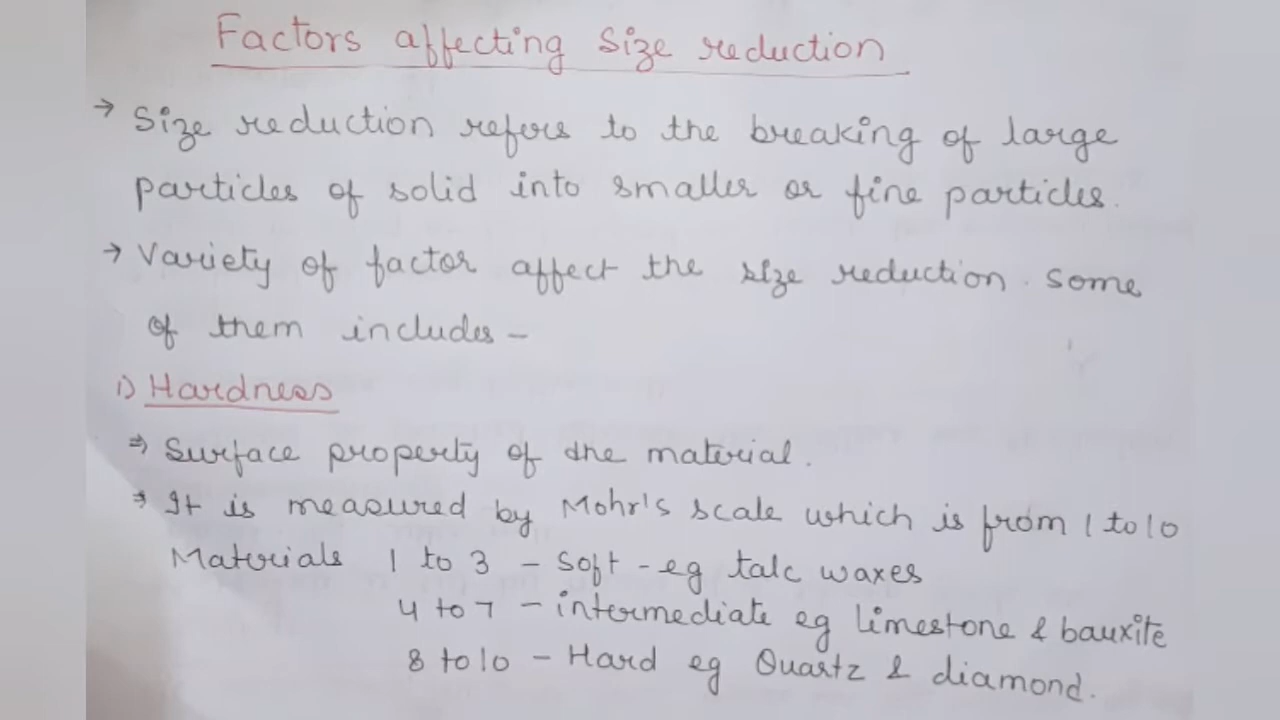 Factors affecting Size reduction
→ Size reduction refers to the breaking of large
particles of solid into smaller or fine particles.
→ Variety of factor affect the size reduction. Some
of them includes –
i) Hardness
⇒ Surface property of the material.
⇒ It is measured by Mohr's scale which is from 1 to 10
Materials 1 to 3 – Soft - eg talc waxes
4 to 7 – intermediate eg limestone & bauxite
8 to 10 – Hard eg Quartz & diamond.